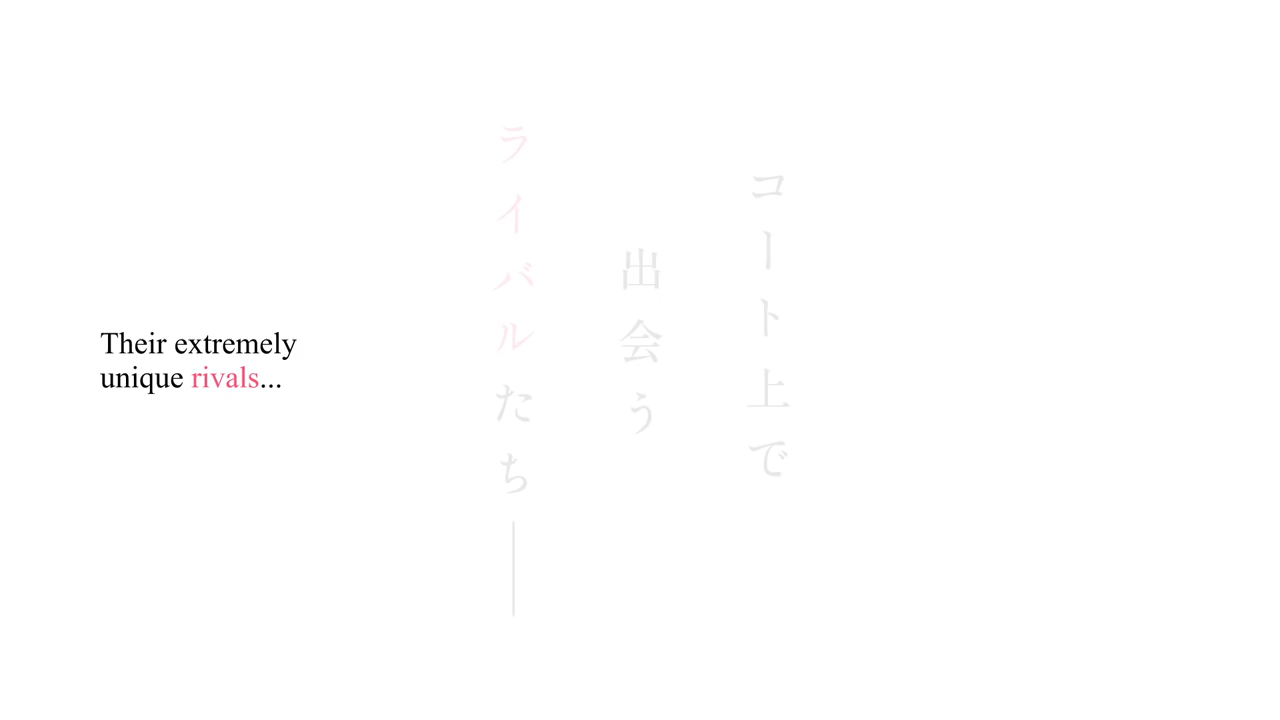 コート上で
出会う
ライバルたち——
Their extremely
unique rivals...